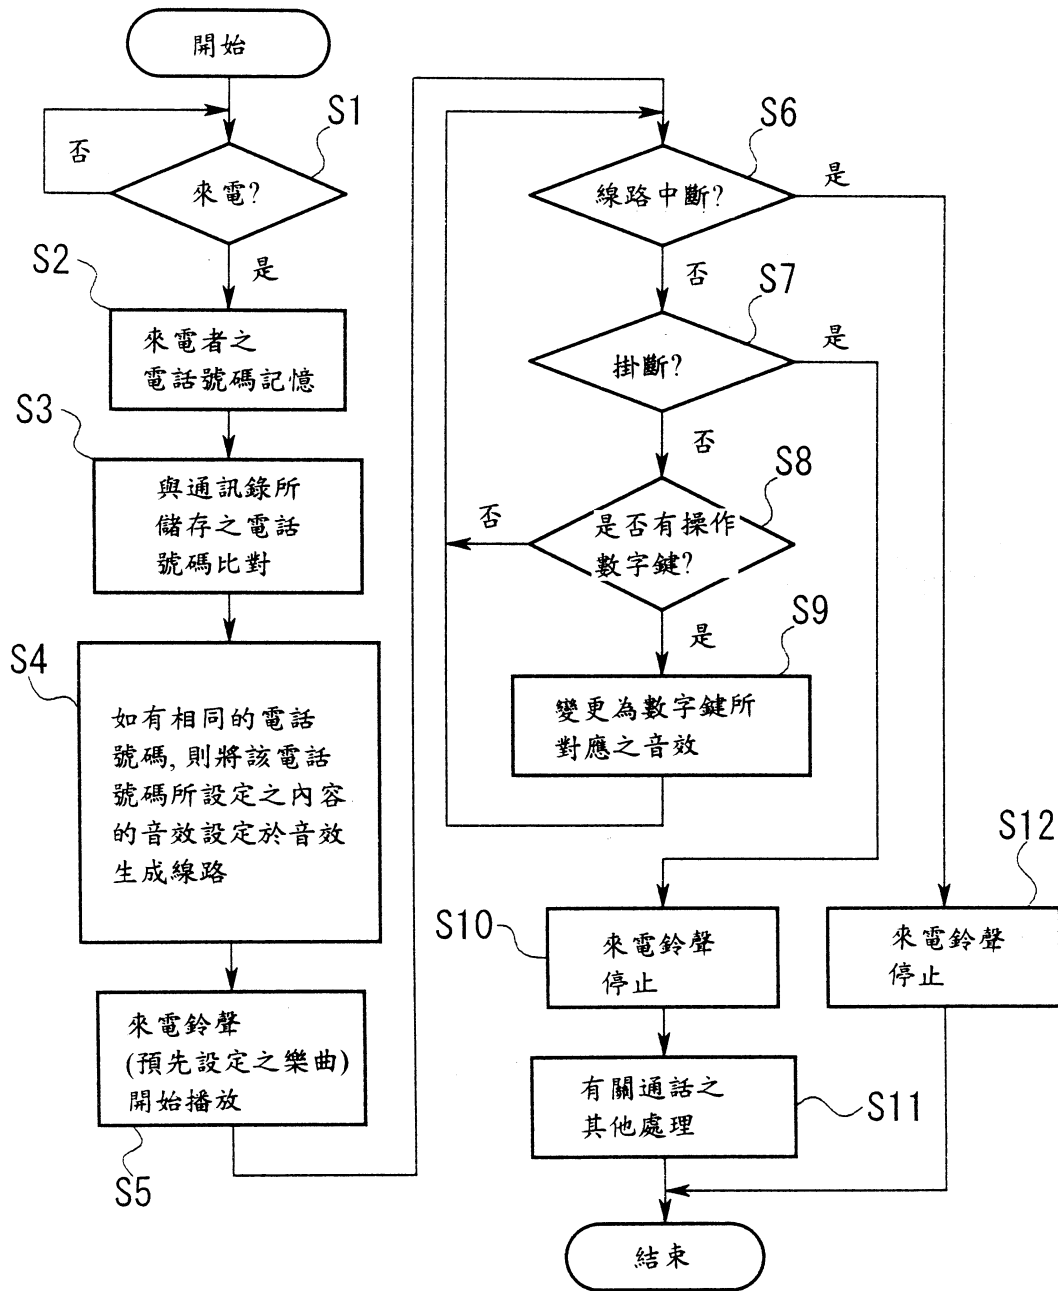 開始
S1
來電?
否
是
S2
來電者之
電話號碼記憶
S3
與通訊錄所
儲存之電話
號碼比對
S4
如有相同的電話
號碼,則將該電話
號碼所設定之內容
的音效設定於音效
生成線路
S5
來電鈴聲
(預先設定之樂曲)
開始播放
S6
線路中斷?
是
否
S7
掛斷?
是
否
S8
是否有操作
數字鍵?
否
是
S9
變更為數字鍵所
對應之音效
S10
來電鈴聲
停止
S11
有關通話之
其他處理
S12
來電鈴聲
停止
結束